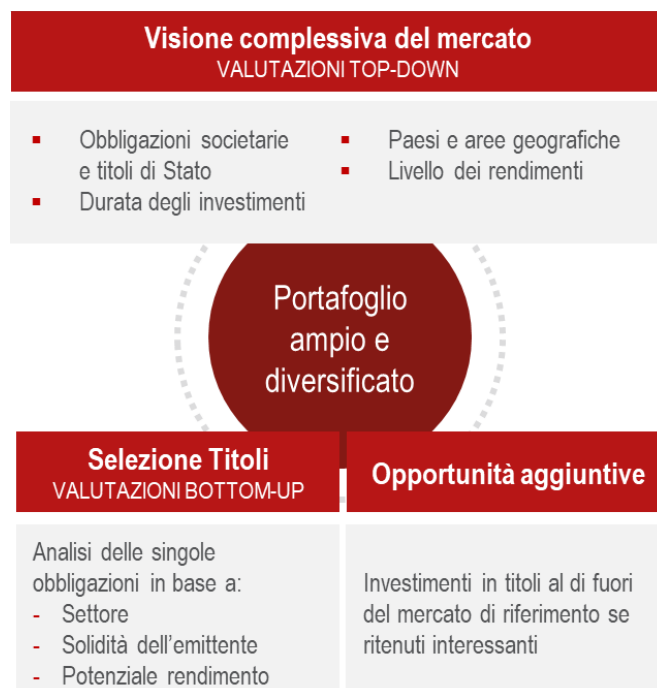 Visione complessiva del mercato
VALUTAZIONI TOP-DOWN
Obbligazioni societarie
e titoli di Stato
Durata degli investimenti
Paesi e aree geografiche
Livello dei rendimenti
Portafoglio
ampio e
diversificato
Selezione Titoli
VALUTAZIONI BOTTOM-UP
Analisi delle singole
obbligazioni in base a:
- Settore
- Solidità dell'emittente
- Potenziale rendimento
Opportunità aggiuntive
Investimenti in titoli al di fuori
del mercato di riferimento se
ritenuti interessanti